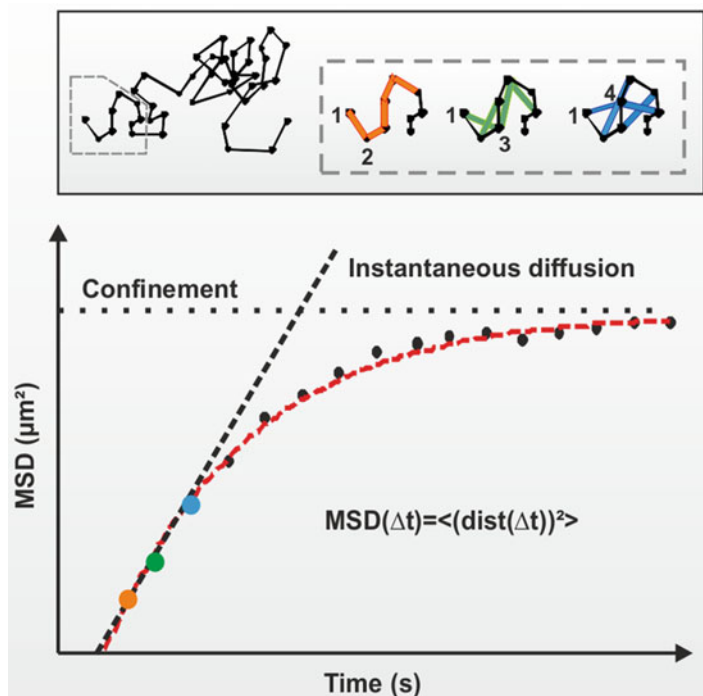 1
2
1
3
1
4
Confinement
Instantaneous diffusion
MSD (μm²)
MSD(Δt)=<(dist(Δt))²>
Time (s)